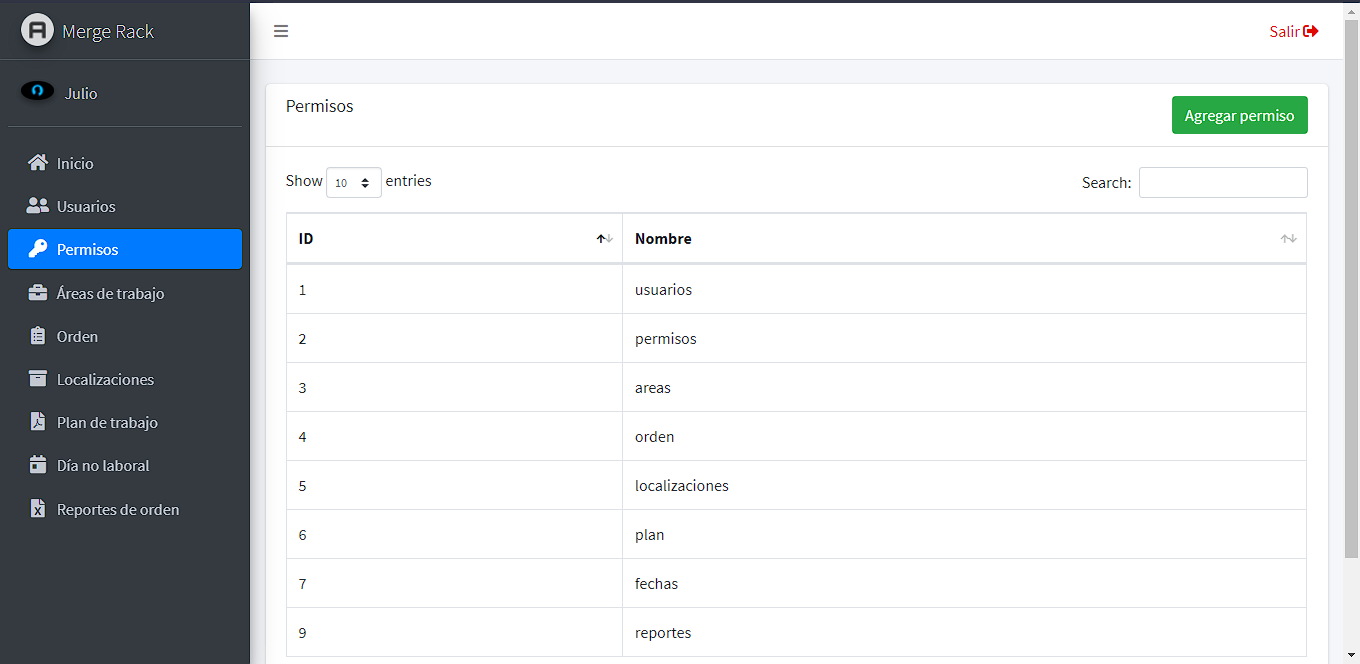 Merge Rack
Salir
Julio
Inicio
Usuarios
Permisos
Áreas de trabajo
Orden
Localizaciones
Plan de trabajo
Día no laboral
Reportes de orden
Permisos
Agregar permiso
Show 10 entries
Search:
ID Nombre
1 usuarios
2 permisos
3 areas
4 orden
5 localizaciones
6 plan
7 fechas
9 reportes